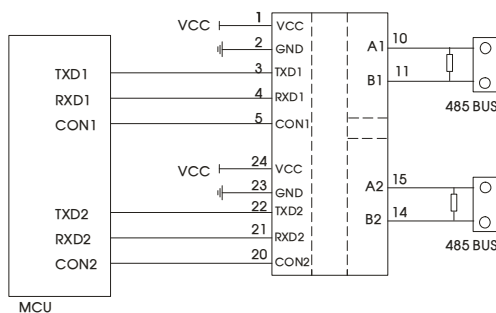 VCC 1 VCC
2 GND A1 10
TXD1 3 TXD1
B1 11
RXD1 4 RXD1
485 BUS
CON1 5 CON1
VCC 24 VCC
23 GND A2 15
TXD2 22 TXD2
B2 14
RXD2 21 RXD2
485 BUS
CON2 20 CON2
MCU